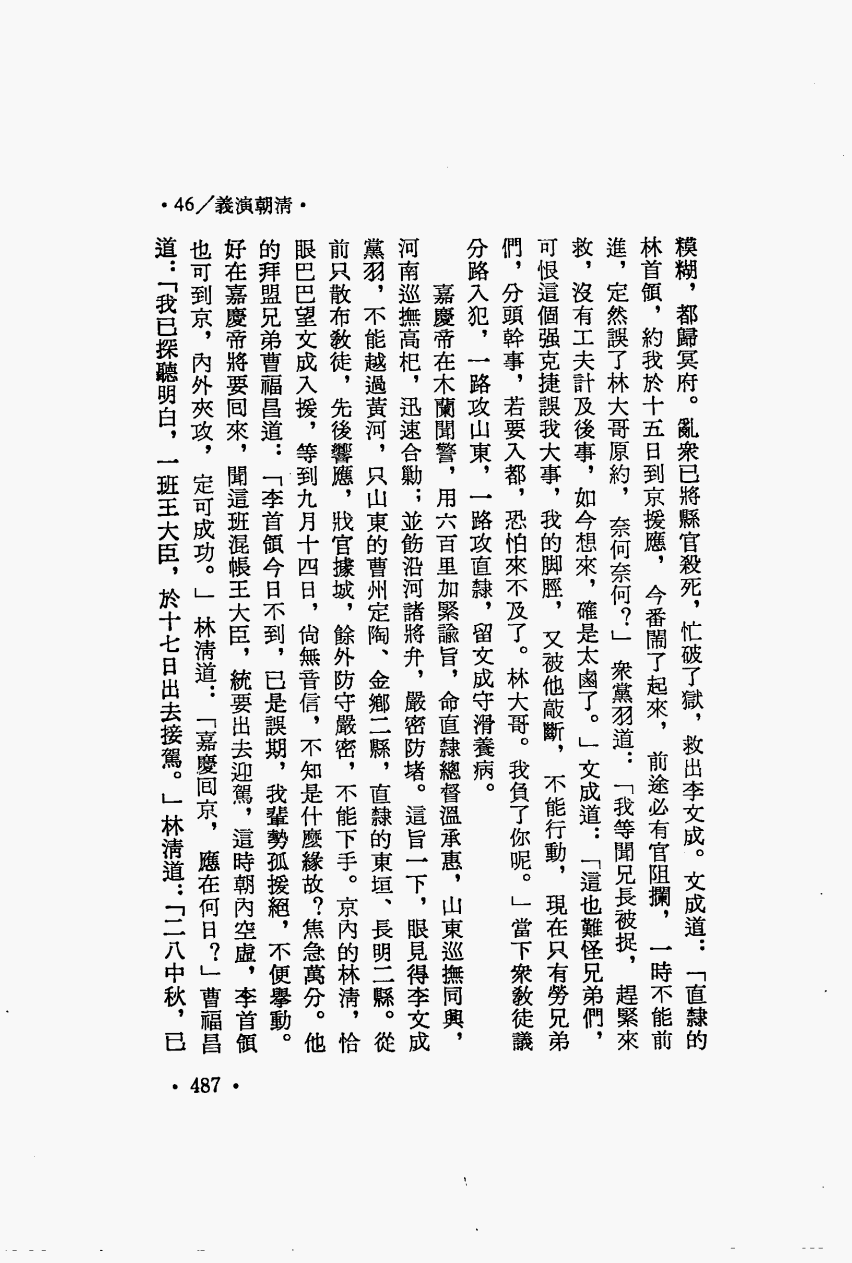 ·46╱義演朝淸·
糢糊，都歸冥府。亂衆已將縣官殺死，忙破了獄，救出李文成。文成道：「直隸的
林首領，約我於十五日到京援應，今番鬧了起來，前途必有官阻攔，一時不能前
進，定然誤了林大哥原約，奈何奈何？」衆黨羽道：「我等聞兄長被捉，趕緊來
救，沒有工夫計及後事，如今想來，確是太鹵了。」文成道：「這也難怪兄弟們，
可恨這個强克捷誤我大事，我的脚脛，又被他敲斷，不能行動，現在只有勞兄弟
們，分頭幹事，若要入都，恐怕來不及了。林大哥。我負了你呢。」當下衆敎徒議
分路入犯，一路攻山東，一路攻直隸，留文成守滑養病。
嘉慶帝在木蘭聞警，用六百里加緊諭旨，命直隸總督溫承惠，山東巡撫同興，
河南巡撫高杞，迅速合勦；並飭沿河諸將弁，嚴密防堵。這旨一下，眼見得李文成
黨羽，不能越過黃河，只山東的曹州定陶、金鄉二縣，直隸的東垣、長明二縣。從
前只散布敎徒，先後響應，戕官據城，餘外防守嚴密，不能下手。京內的林淸，恰
眼巴巴望文成入援，等到九月十四日，尙無音信，不知是什麼緣故？焦急萬分。他
的拜盟兄弟曹福昌道：「李首領今日不到，已是誤期，我輩勢孤援絕，不便擧動。
好在嘉慶帝將要回來，聞這班混帳王大臣，統要出去迎駕，這時朝內空虛，李首領
也可到京，內外夾攻，定可成功。」林淸道：「嘉慶回京，應在何日？」曹福昌
道：「我已探聽明白，一班王大臣，於十七日出去接駕。」林淸道：「二八中秋，已
·487·